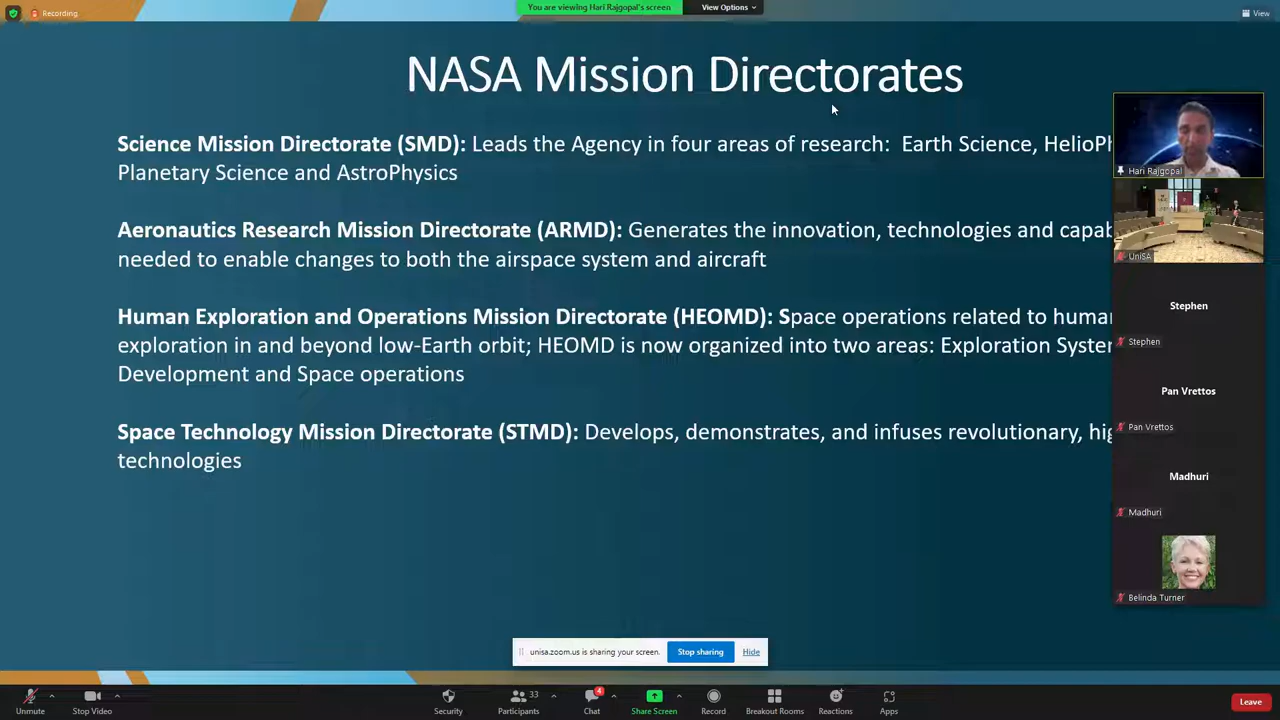 Recording
You are viewing Hari Rajgopal's screen
View Options
View
NASA Mission Directorates
Science Mission Directorate (SMD): Leads the Agency in four areas of research: Earth Science, HelioPh
Planetary Science and AstroPhysics
Aeronautics Research Mission Directorate (ARMD): Generates the innovation, technologies and capab
needed to enable changes to both the airspace system and aircraft
Human Exploration and Operations Mission Directorate (HEOMD): Space operations related to human
exploration in and beyond low-Earth orbit; HEOMD is now organized into two areas: Exploration System
Development and Space operations
Space Technology Mission Directorate (STMD): Develops, demonstrates, and infuses revolutionary, hig
technologies
Hari Rajgopal
UniSA
Stephen
Stephen
Pan Vrettos
Pan Vrettos
Madhuri
Madhuri
Belinda Turner
unisa.zoom.us is sharing your screen.
Stop sharing
Hide
Unmute
Stop Video
Security
Participants
33
Chat
4
Share Screen
Record
Breakout Rooms
Reactions
Apps
Leave